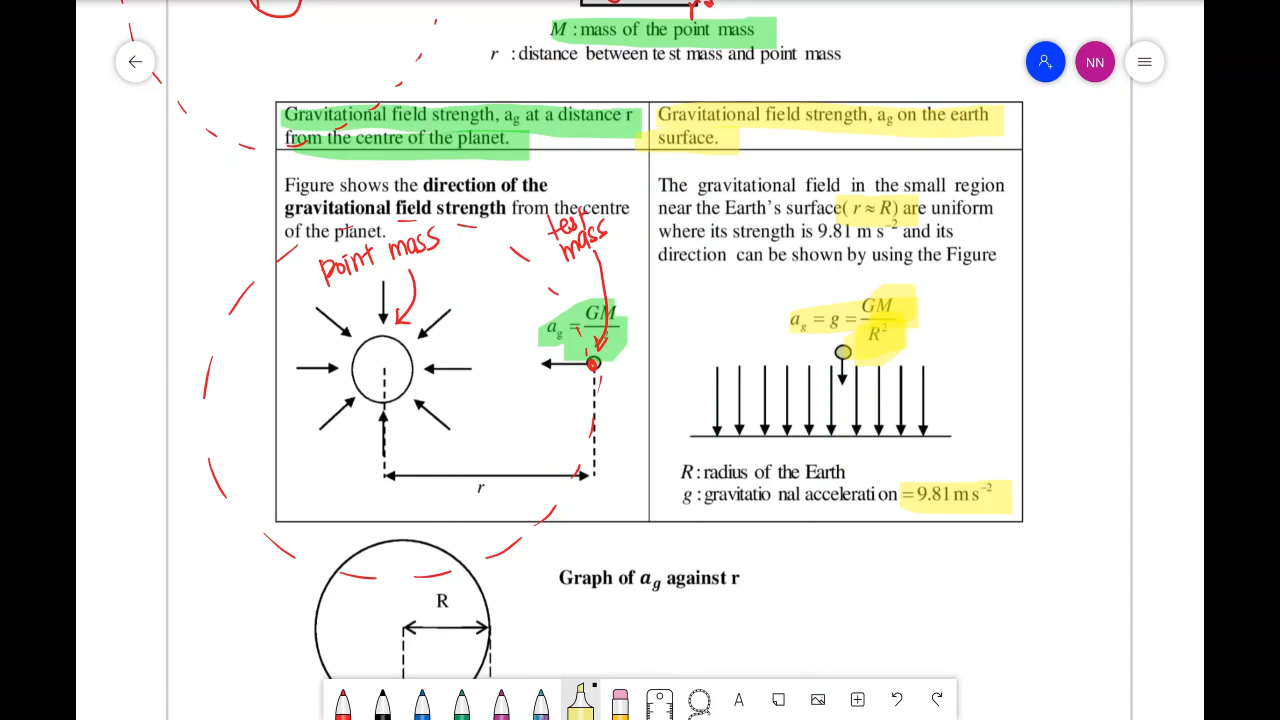 M : mass of the point mass
r : distance between te st mass and point mass
NN
Gravitational field strength, ag at a distance r
from the centre of the planet.
Gravitational field strength, ag on the earth
surface.
Figure shows the direction of the
gravitational field strength from the centre
of the planet.
point mass
test
mass
ag = GM
r
The gravitational field in the small region
near the Earth's surface( r ≈ R) are uniform
where its strength is 9.81 m s⁻² and its
direction can be shown by using the Figure
ag = g = GM/R²
R : radius of the Earth
g : gravitatio nal accelerati on = 9.81 m s⁻²
R
Graph of ag against r
A